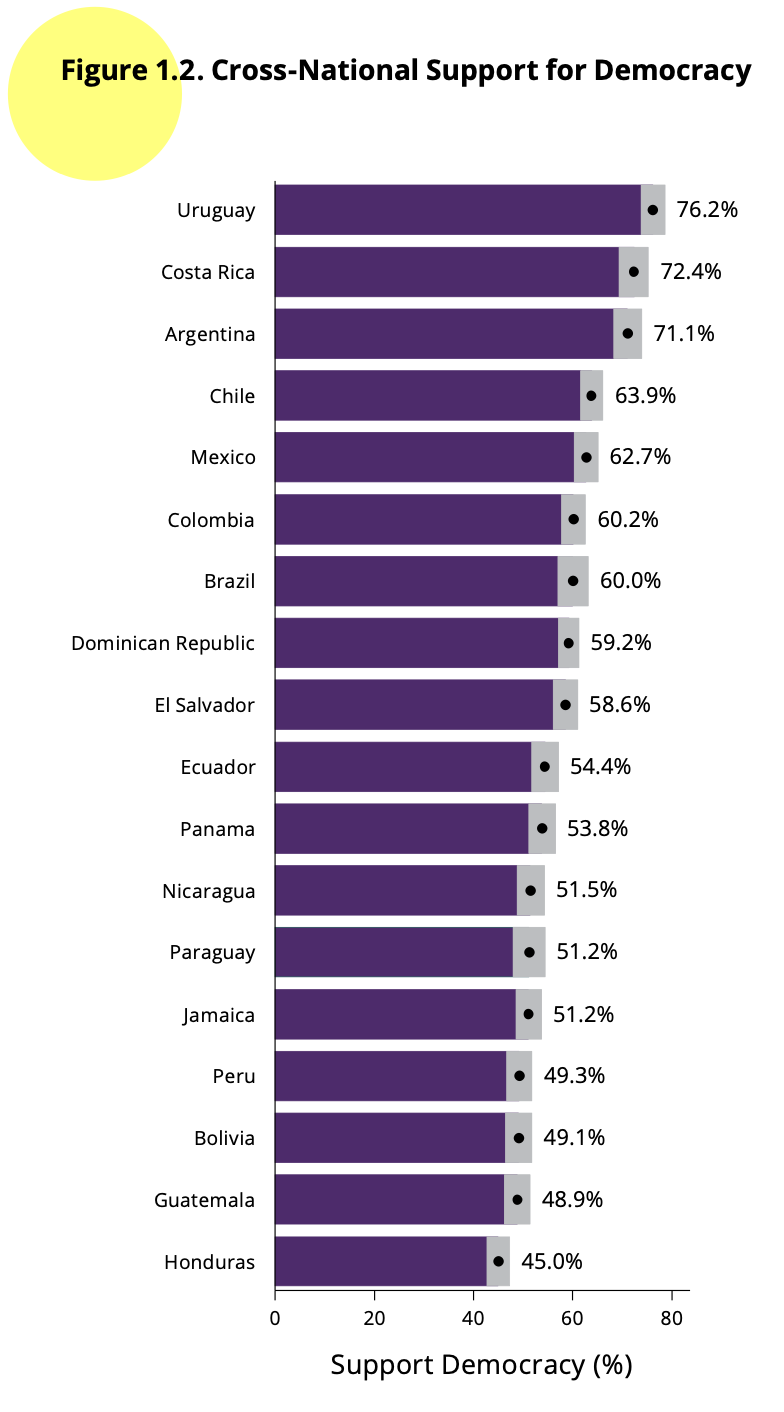 Figure 1.2. Cross-National Support for Democracy
Uruguay 76.2%
Costa Rica 72.4%
Argentina 71.1%
Chile 63.9%
Mexico 62.7%
Colombia 60.2%
Brazil 60.0%
Dominican Republic 59.2%
El Salvador 58.6%
Ecuador 54.4%
Panama 53.8%
Nicaragua 51.5%
Paraguay 51.2%
Jamaica 51.2%
Peru 49.3%
Bolivia 49.1%
Guatemala 48.9%
Honduras 45.0%
0 20 40 60 80
Support Democracy (%)